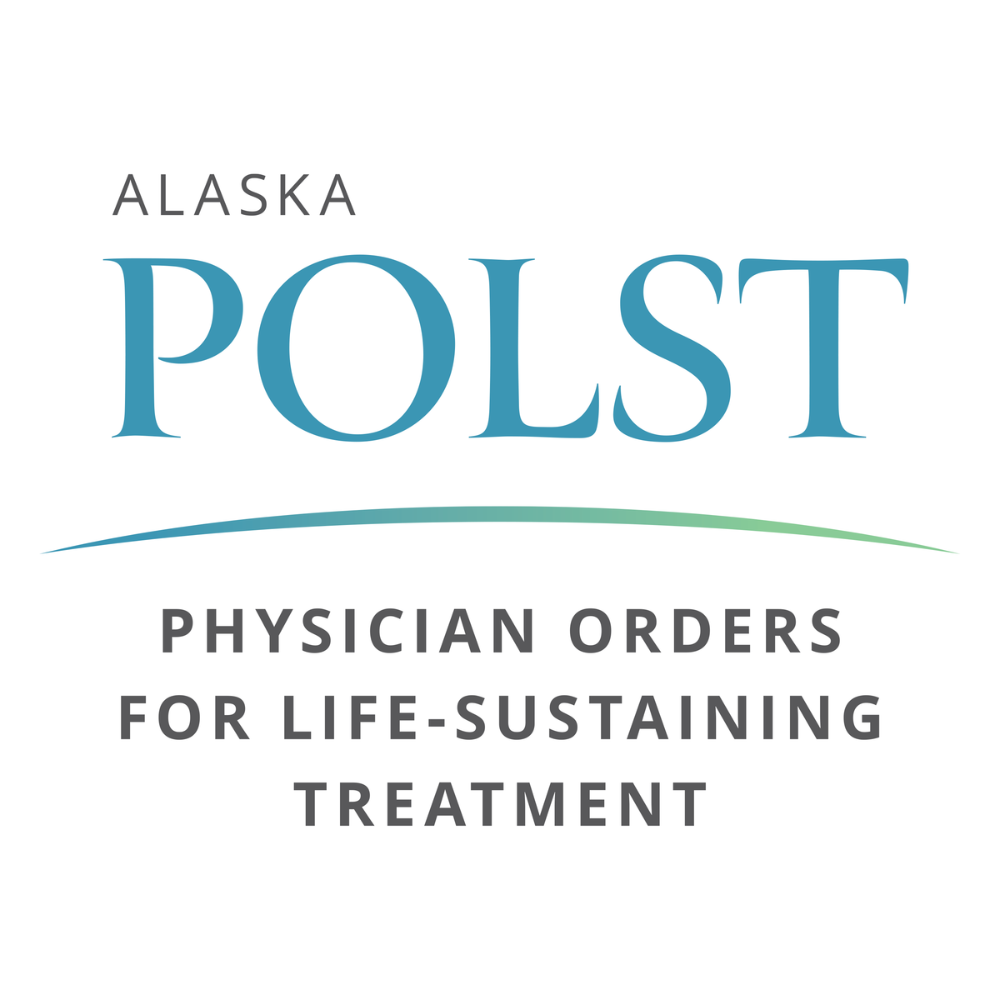 ALASKA
POLST
PHYSICIAN ORDERS
FOR LIFE-SUSTAINING
TREATMENT